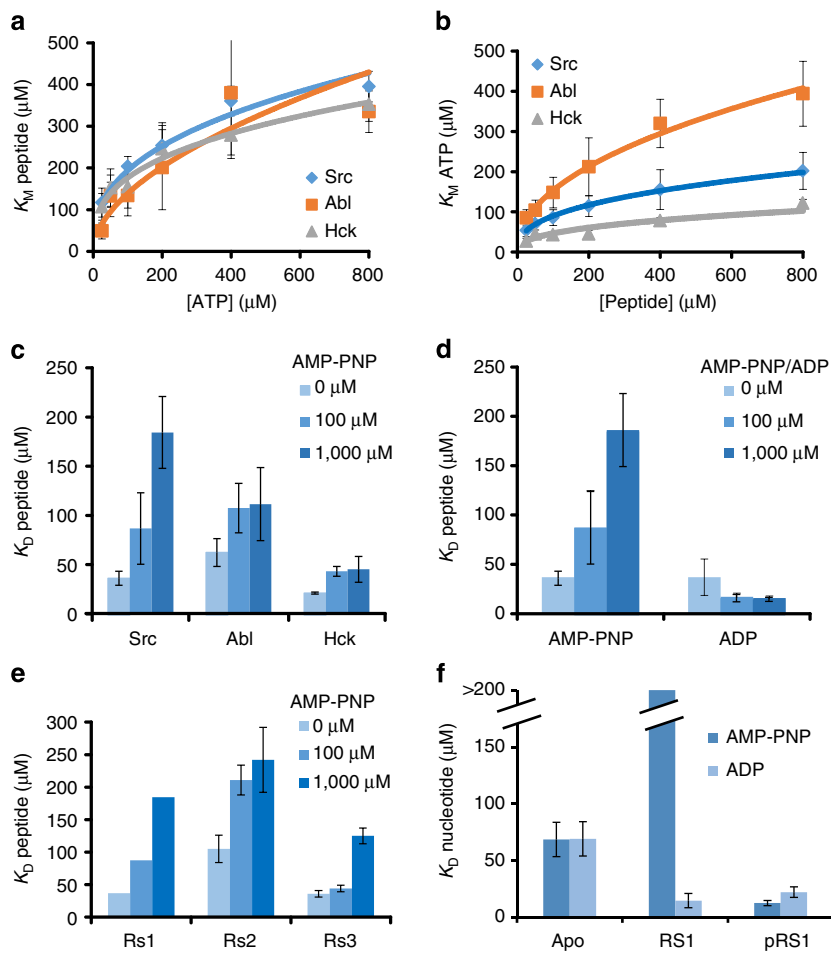 a
500
400
300
200
100
0
0
200
400
600
800
K_M peptide (µM)
[ATP] (µM)
Src
Abl
Hck
b
500
400
300
200
100
0
0
200
400
600
800
K_M ATP (µM)
[Peptide] (µM)
Src
Abl
Hck
c
250
200
150
100
50
0
K_D peptide (µM)
AMP-PNP
0 µM
100 µM
1,000 µM
Src
Abl
Hck
d
250
200
150
100
50
0
K_D peptide (µM)
AMP-PNP/ADP
0 µM
100 µM
1,000 µM
AMP-PNP
ADP
e
300
250
200
150
100
50
0
K_D peptide (µM)
AMP-PNP
0 µM
100 µM
1,000 µM
Rs1
Rs2
Rs3
f
>200
150
100
50
0
K_D nucleotide (µM)
AMP-PNP
ADP
Apo
RS1
pRS1